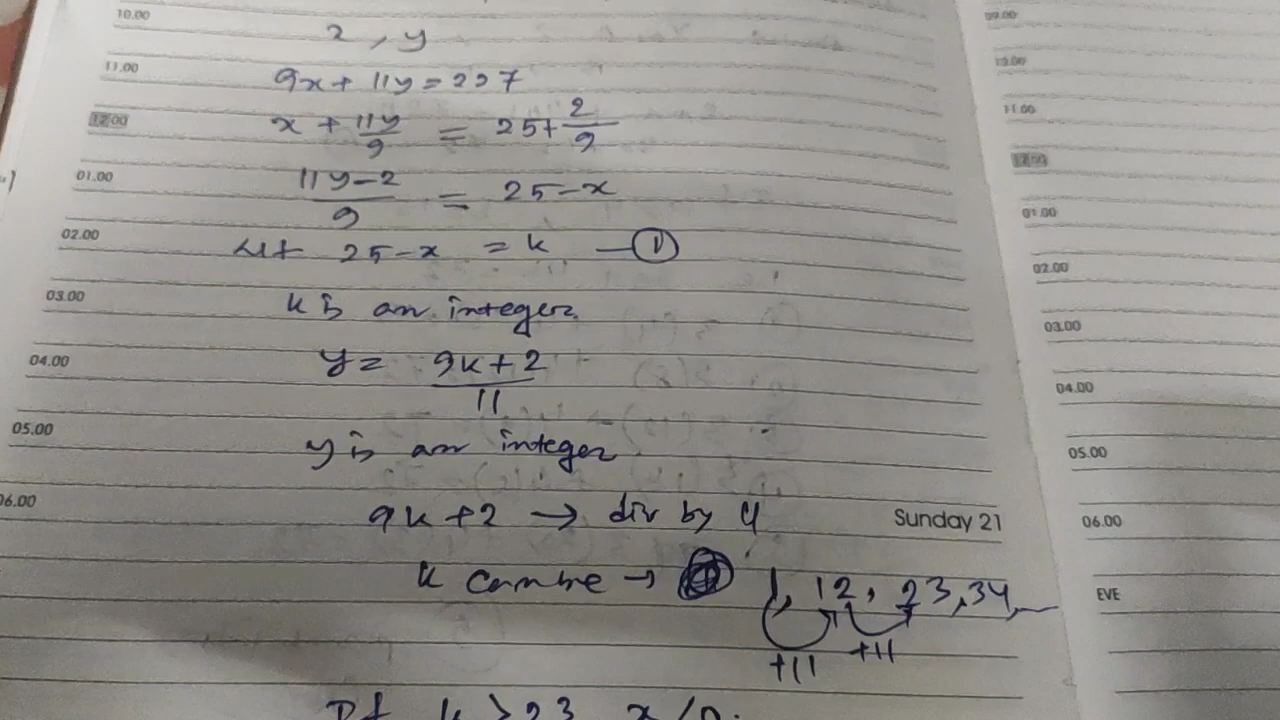 10.00
x, y
11.00
9x + 11y = 227
12.00
x + 11y/9 = 25 + 2/9
01.00
11y-2/9 = 25-x
02.00
Let 25-x = k —①
03.00
k is an integer.
04.00
y = 9k+2/11
05.00
y is an integer
06.00
9k+2 → div by 11
Sunday 21
k can be → 1, 12, 23, 34, —
+11 +11
If k > 23 x<0.
09.00
10.00
11.00
12.00
01.00
02.00
03.00
04.00
05.00
06.00
EVE